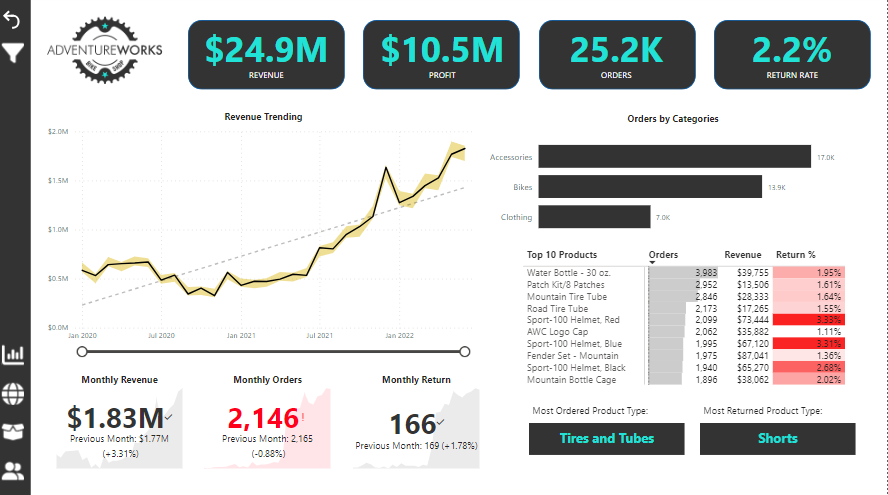 ADVENTUREWORKS
BIKE SHOP
$24.9M
REVENUE
$10.5M
PROFIT
25.2K
ORDERS
2.2%
RETURN RATE
Revenue Trending
$2.0M
$1.5M
$1.0M
$0.5M
$0.0M
Jan 2020 Jul 2020 Jan 2021 Jul 2021 Jan 2022
Orders by Categories
Accessories 17.0K
Bikes 13.9K
Clothing 7.0K
Top 10 Products Orders Revenue Return %
Water Bottle - 30 oz. 3,983 $39,755 1.95%
Patch Kit/8 Patches 2,952 $13,506 1.61%
Mountain Tire Tube 2,846 $28,333 1.64%
Road Tire Tube 2,173 $17,265 1.55%
Sport-100 Helmet, Red 2,099 $73,444 3.33%
AWC Logo Cap 2,062 $35,882 1.11%
Sport-100 Helmet, Blue 1,995 $67,120 3.31%
Fender Set - Mountain 1,975 $87,041 1.36%
Sport-100 Helmet, Black 1,940 $65,270 2.68%
Mountain Bottle Cage 1,896 $38,062 2.02%
Monthly Revenue
$1.83M
Previous Month: $1.77M
(+3.31%)
Monthly Orders
2,146!
Previous Month: 2,165
(-0.88%)
Monthly Return
166
Previous Month: 169 (+1.78%)
Most Ordered Product Type:
Tires and Tubes
Most Returned Product Type:
Shorts